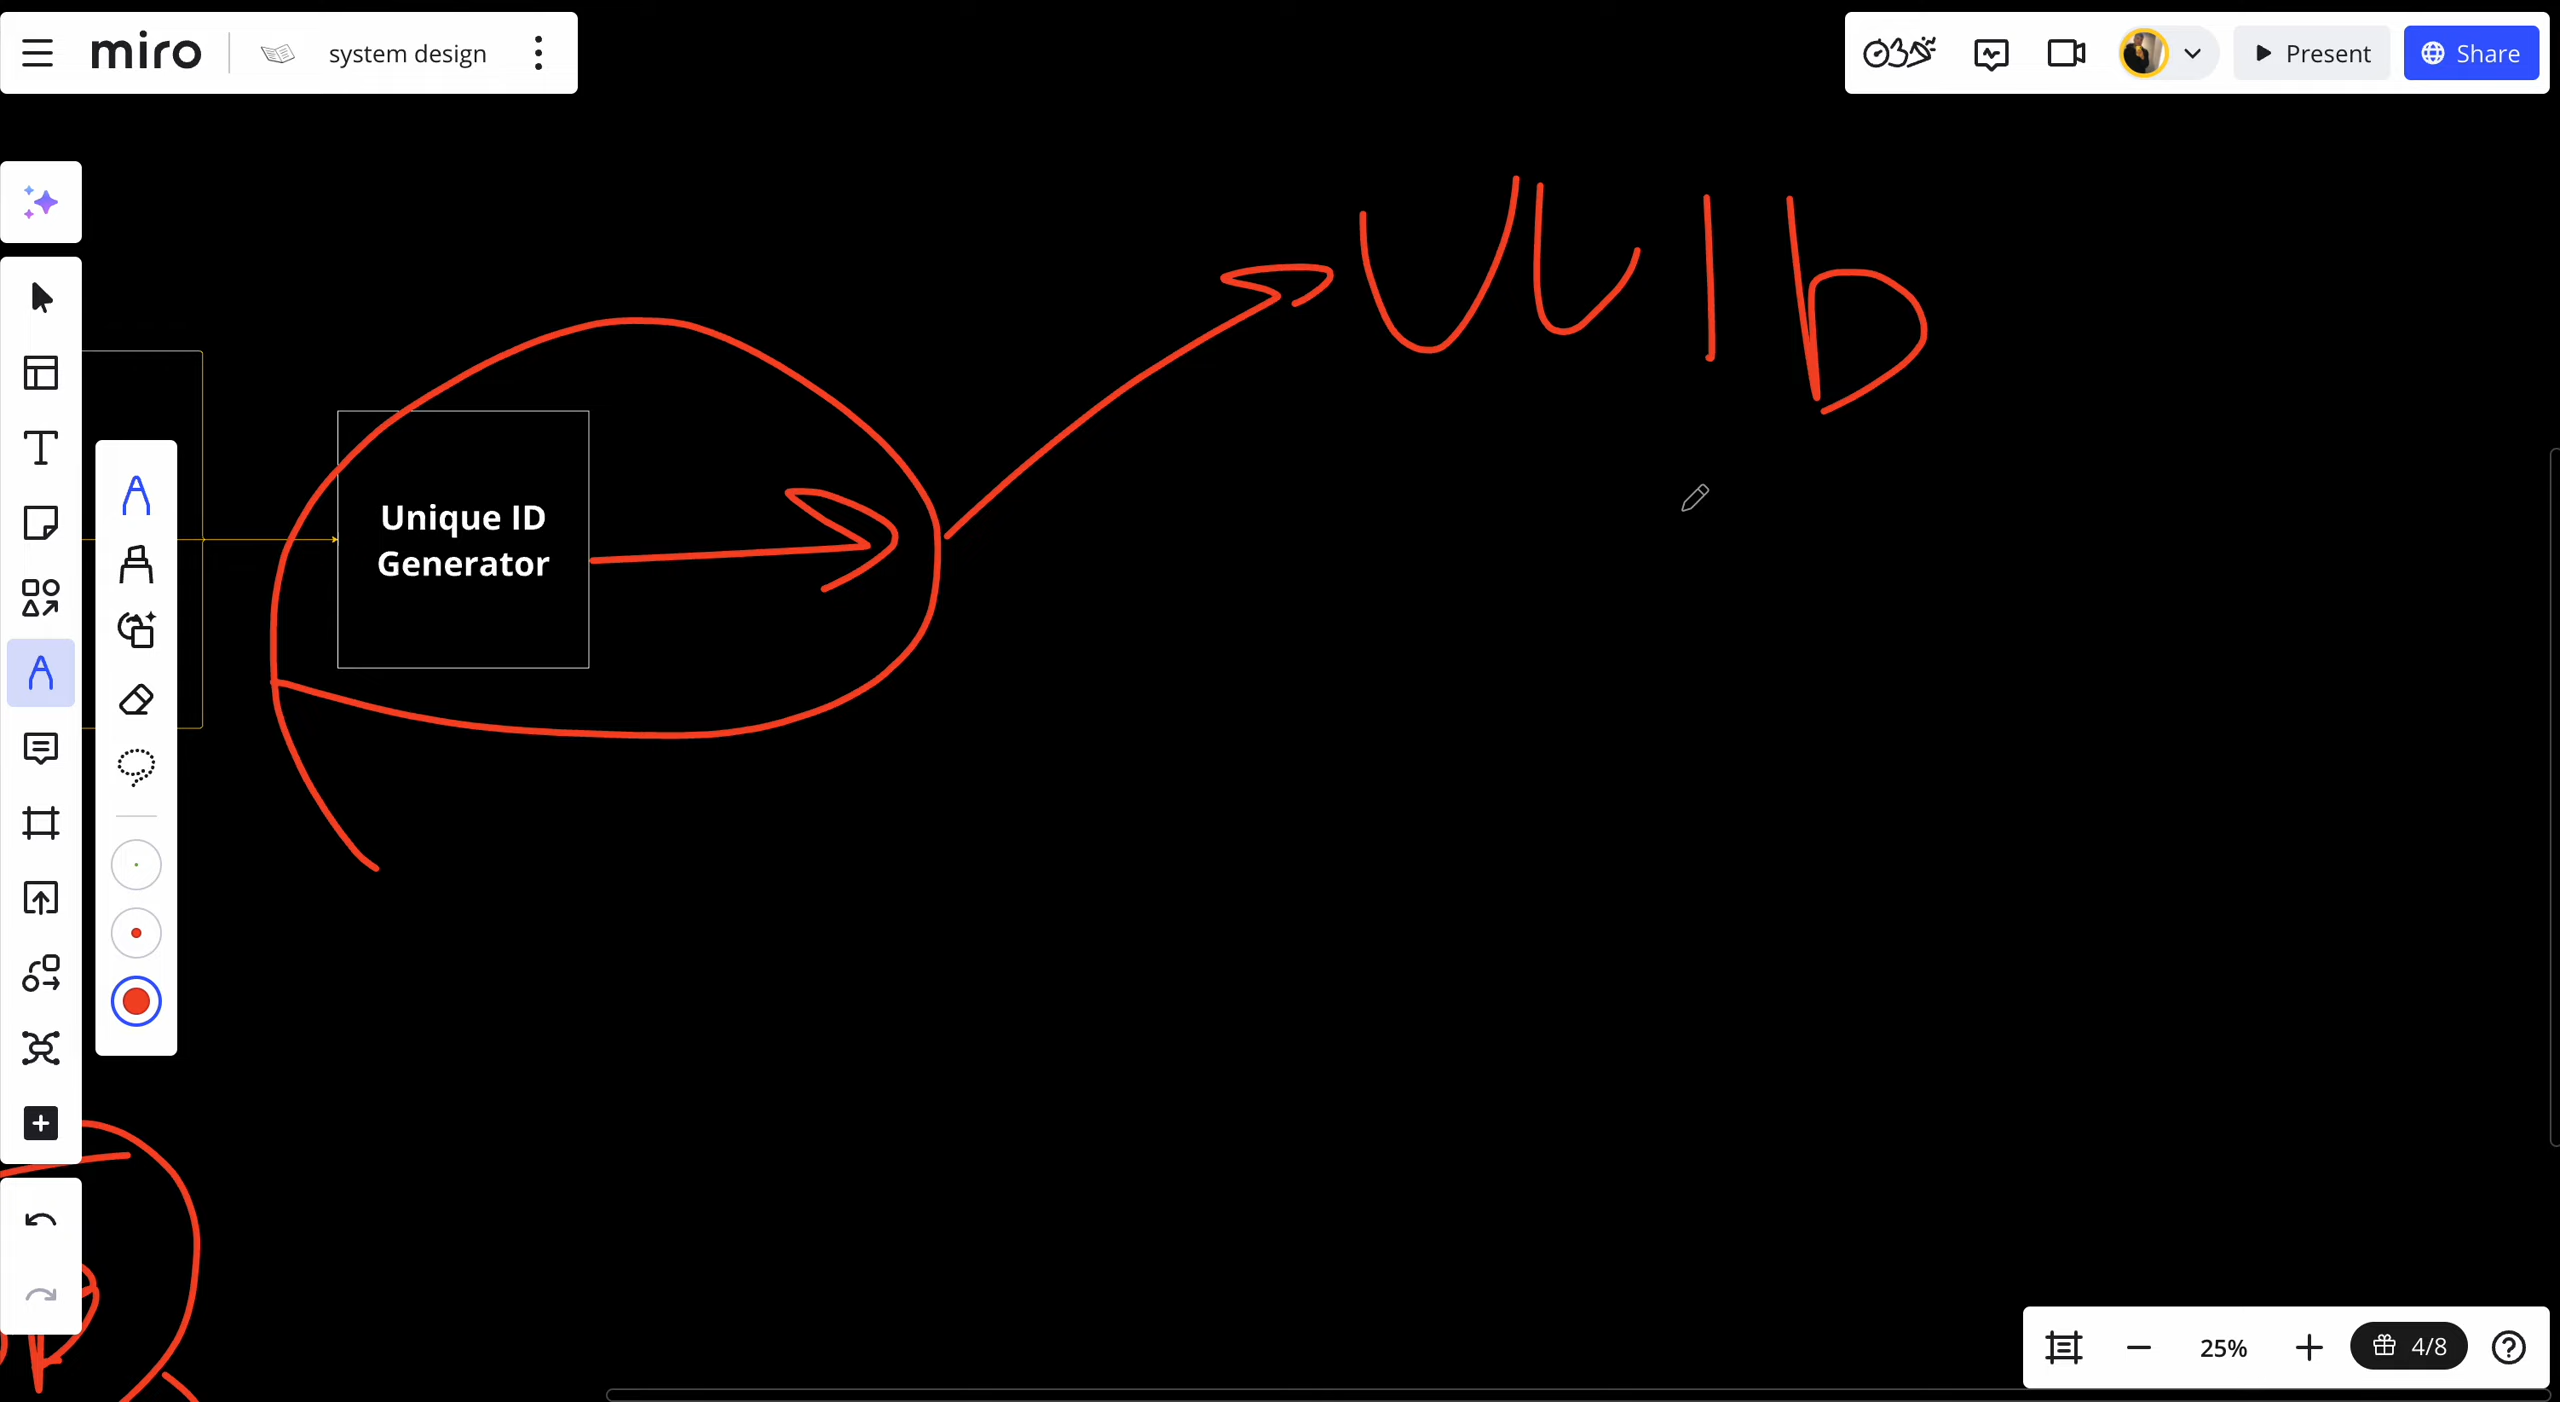 miro
system design
Present
Share
UUID
Unique ID
Generator
25%
4/8